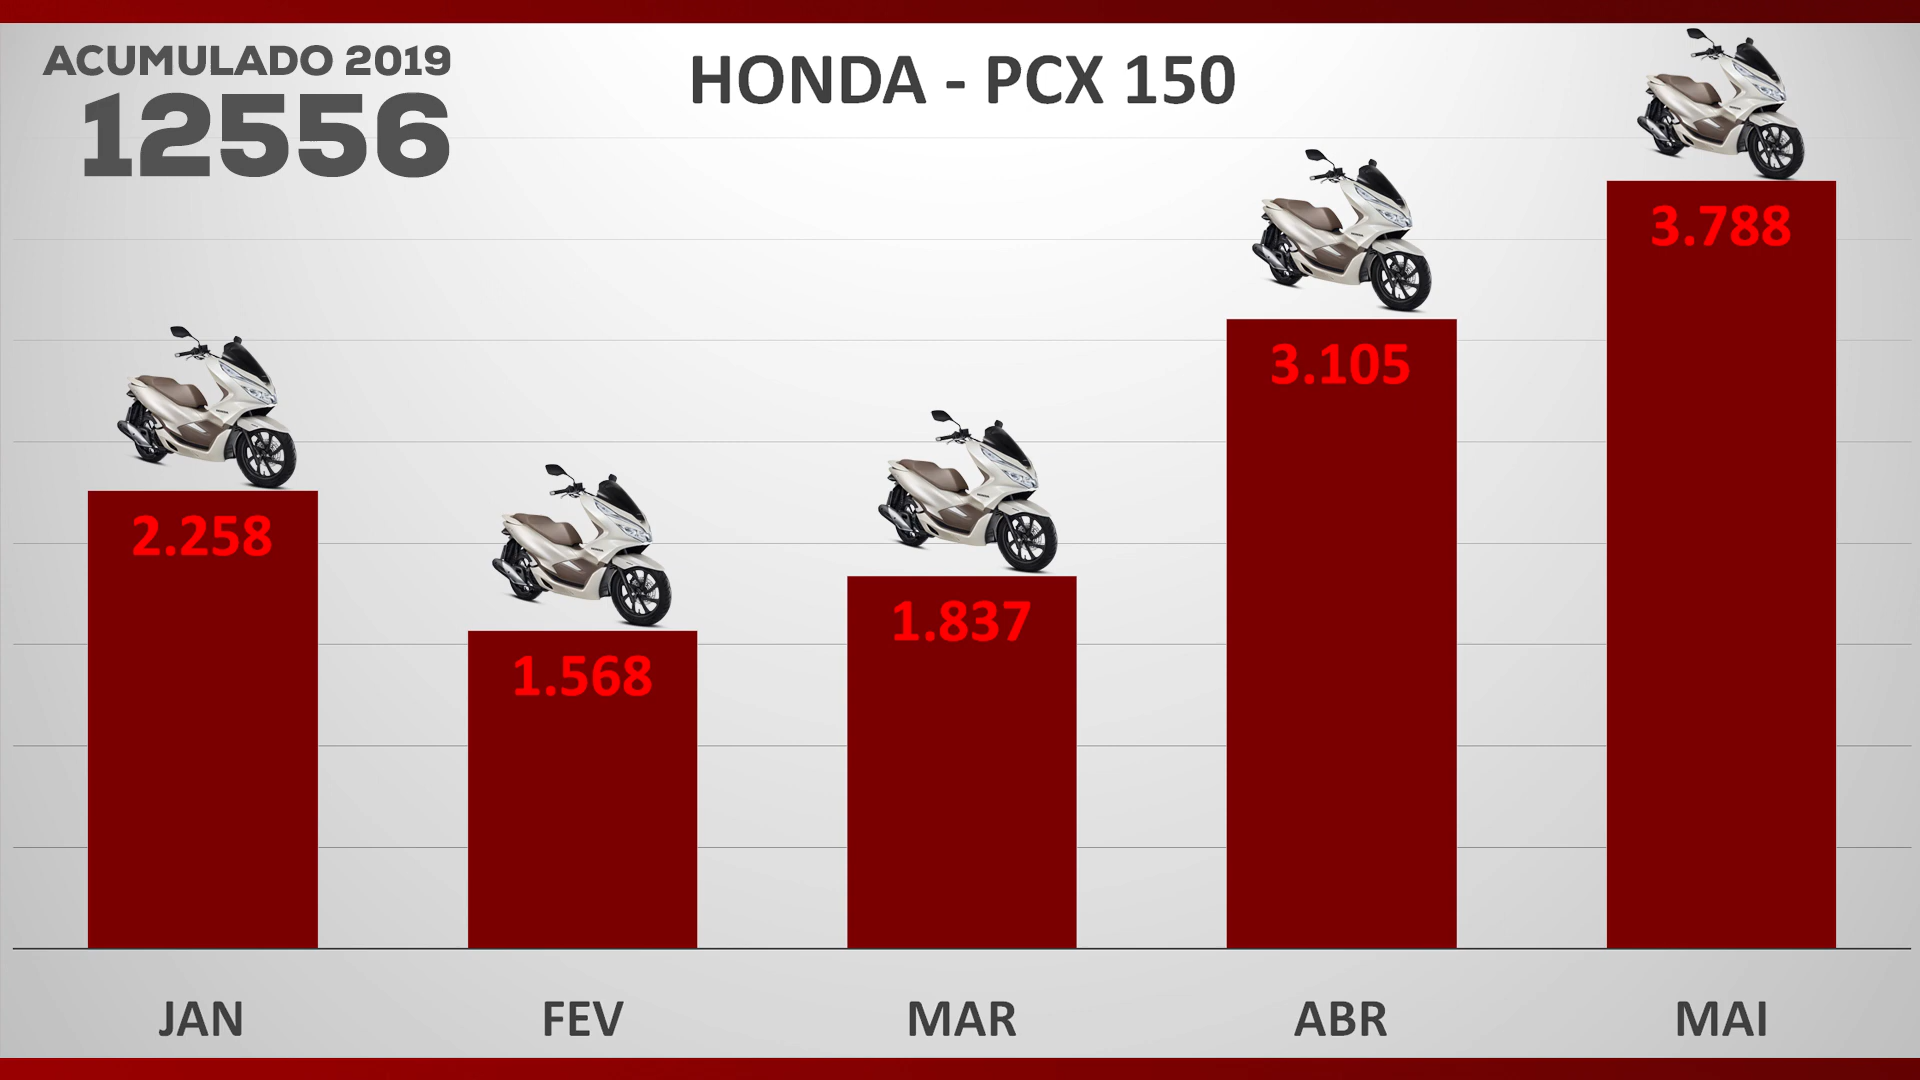 ACUMULADO 2019
12556
HONDA - PCX 150
2.258
1.568
1.837
3.105
3.788
JAN
FEV
MAR
ABR
MAI